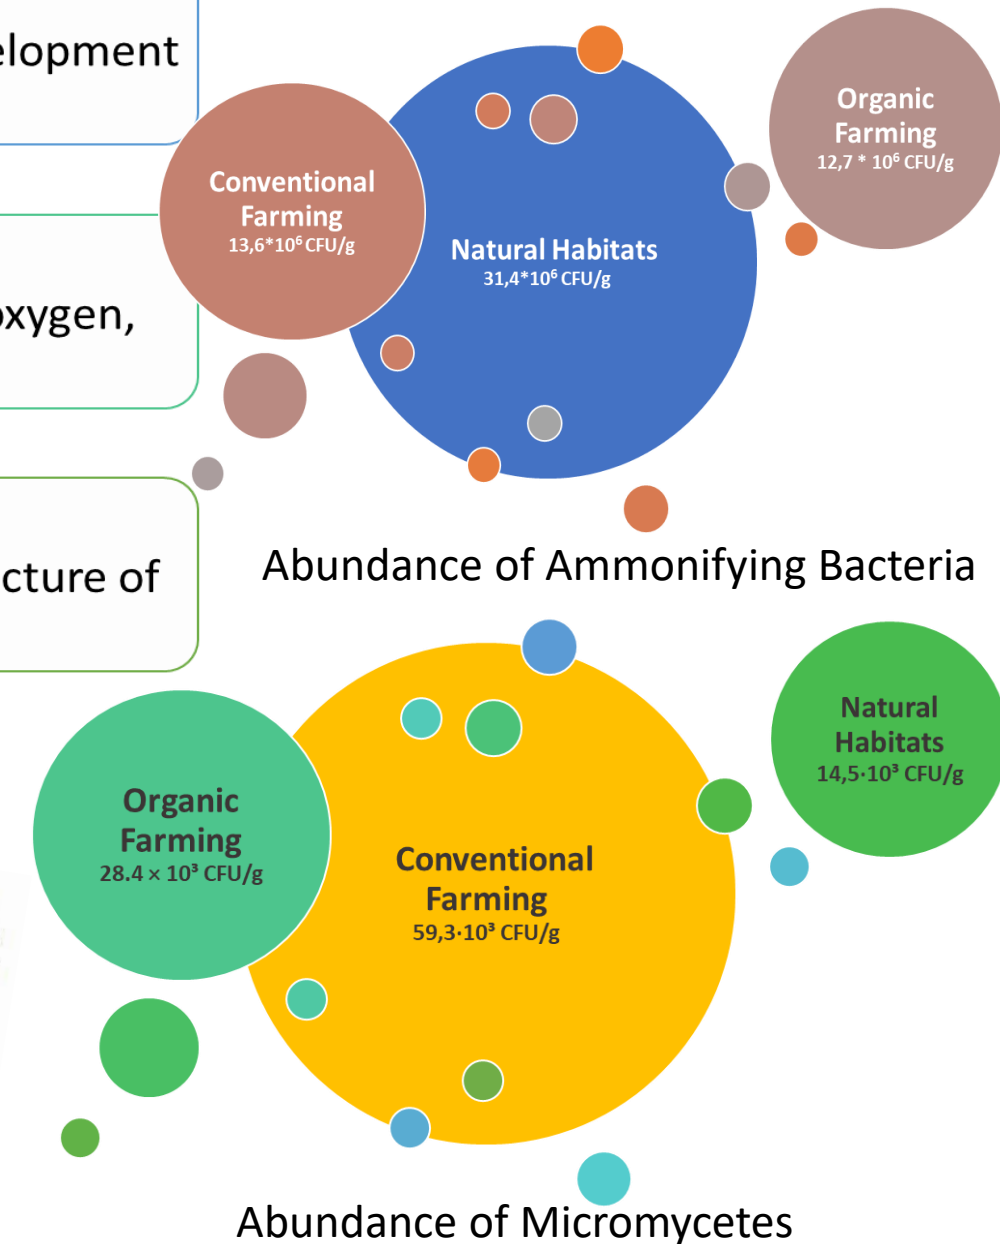 elopment
oxygen,
cture of
Conventional
Farming
13,6*10⁶ CFU/g
Natural Habitats
31,4*10⁶ CFU/g
Organic
Farming
12,7 * 10⁶ CFU/g
Abundance of Ammonifying Bacteria
Organic
Farming
28.4 × 10³ CFU/g
Conventional
Farming
59,3·10³ CFU/g
Natural
Habitats
14,5·10³ CFU/g
Abundance of Micromycetes